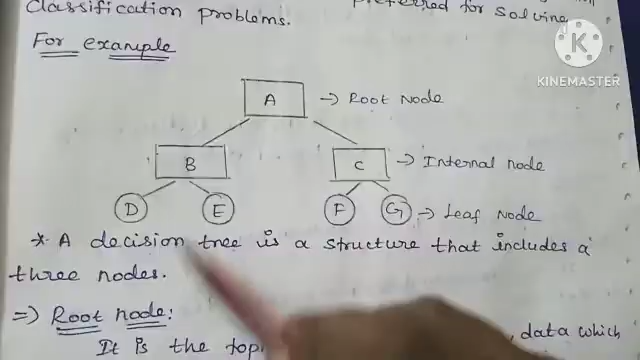 classification problems. preferred for solving
For example
K
KINEMASTER
A → Root Node
B C → Internal node
D E F G → Leaf Node
* A decision tree is a structure that includes a
three nodes.
⇒ Root node:
It is the top , data which